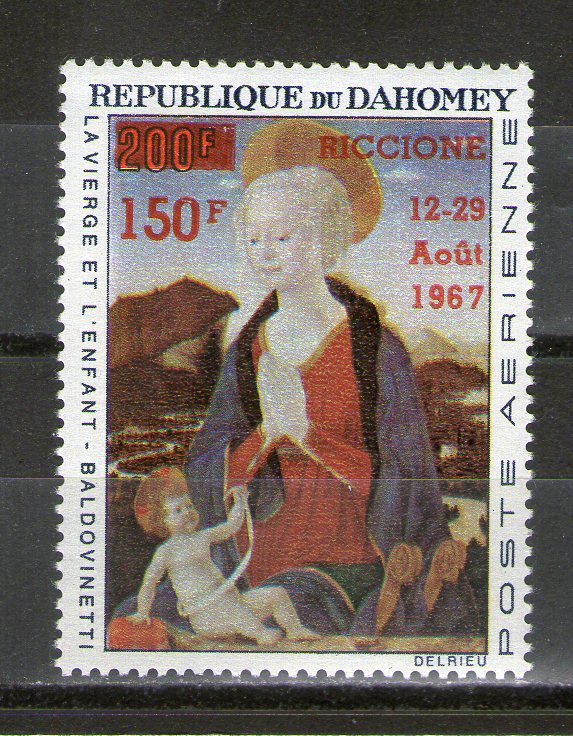 REPUBLIQUE DU DAHOMEY
200F
150F
RICCIONE
12-29
Août
1967
LA VIERGE ET L'ENFANT - BALDOVINETTI
POSTE AERIENNE
DELRIEU